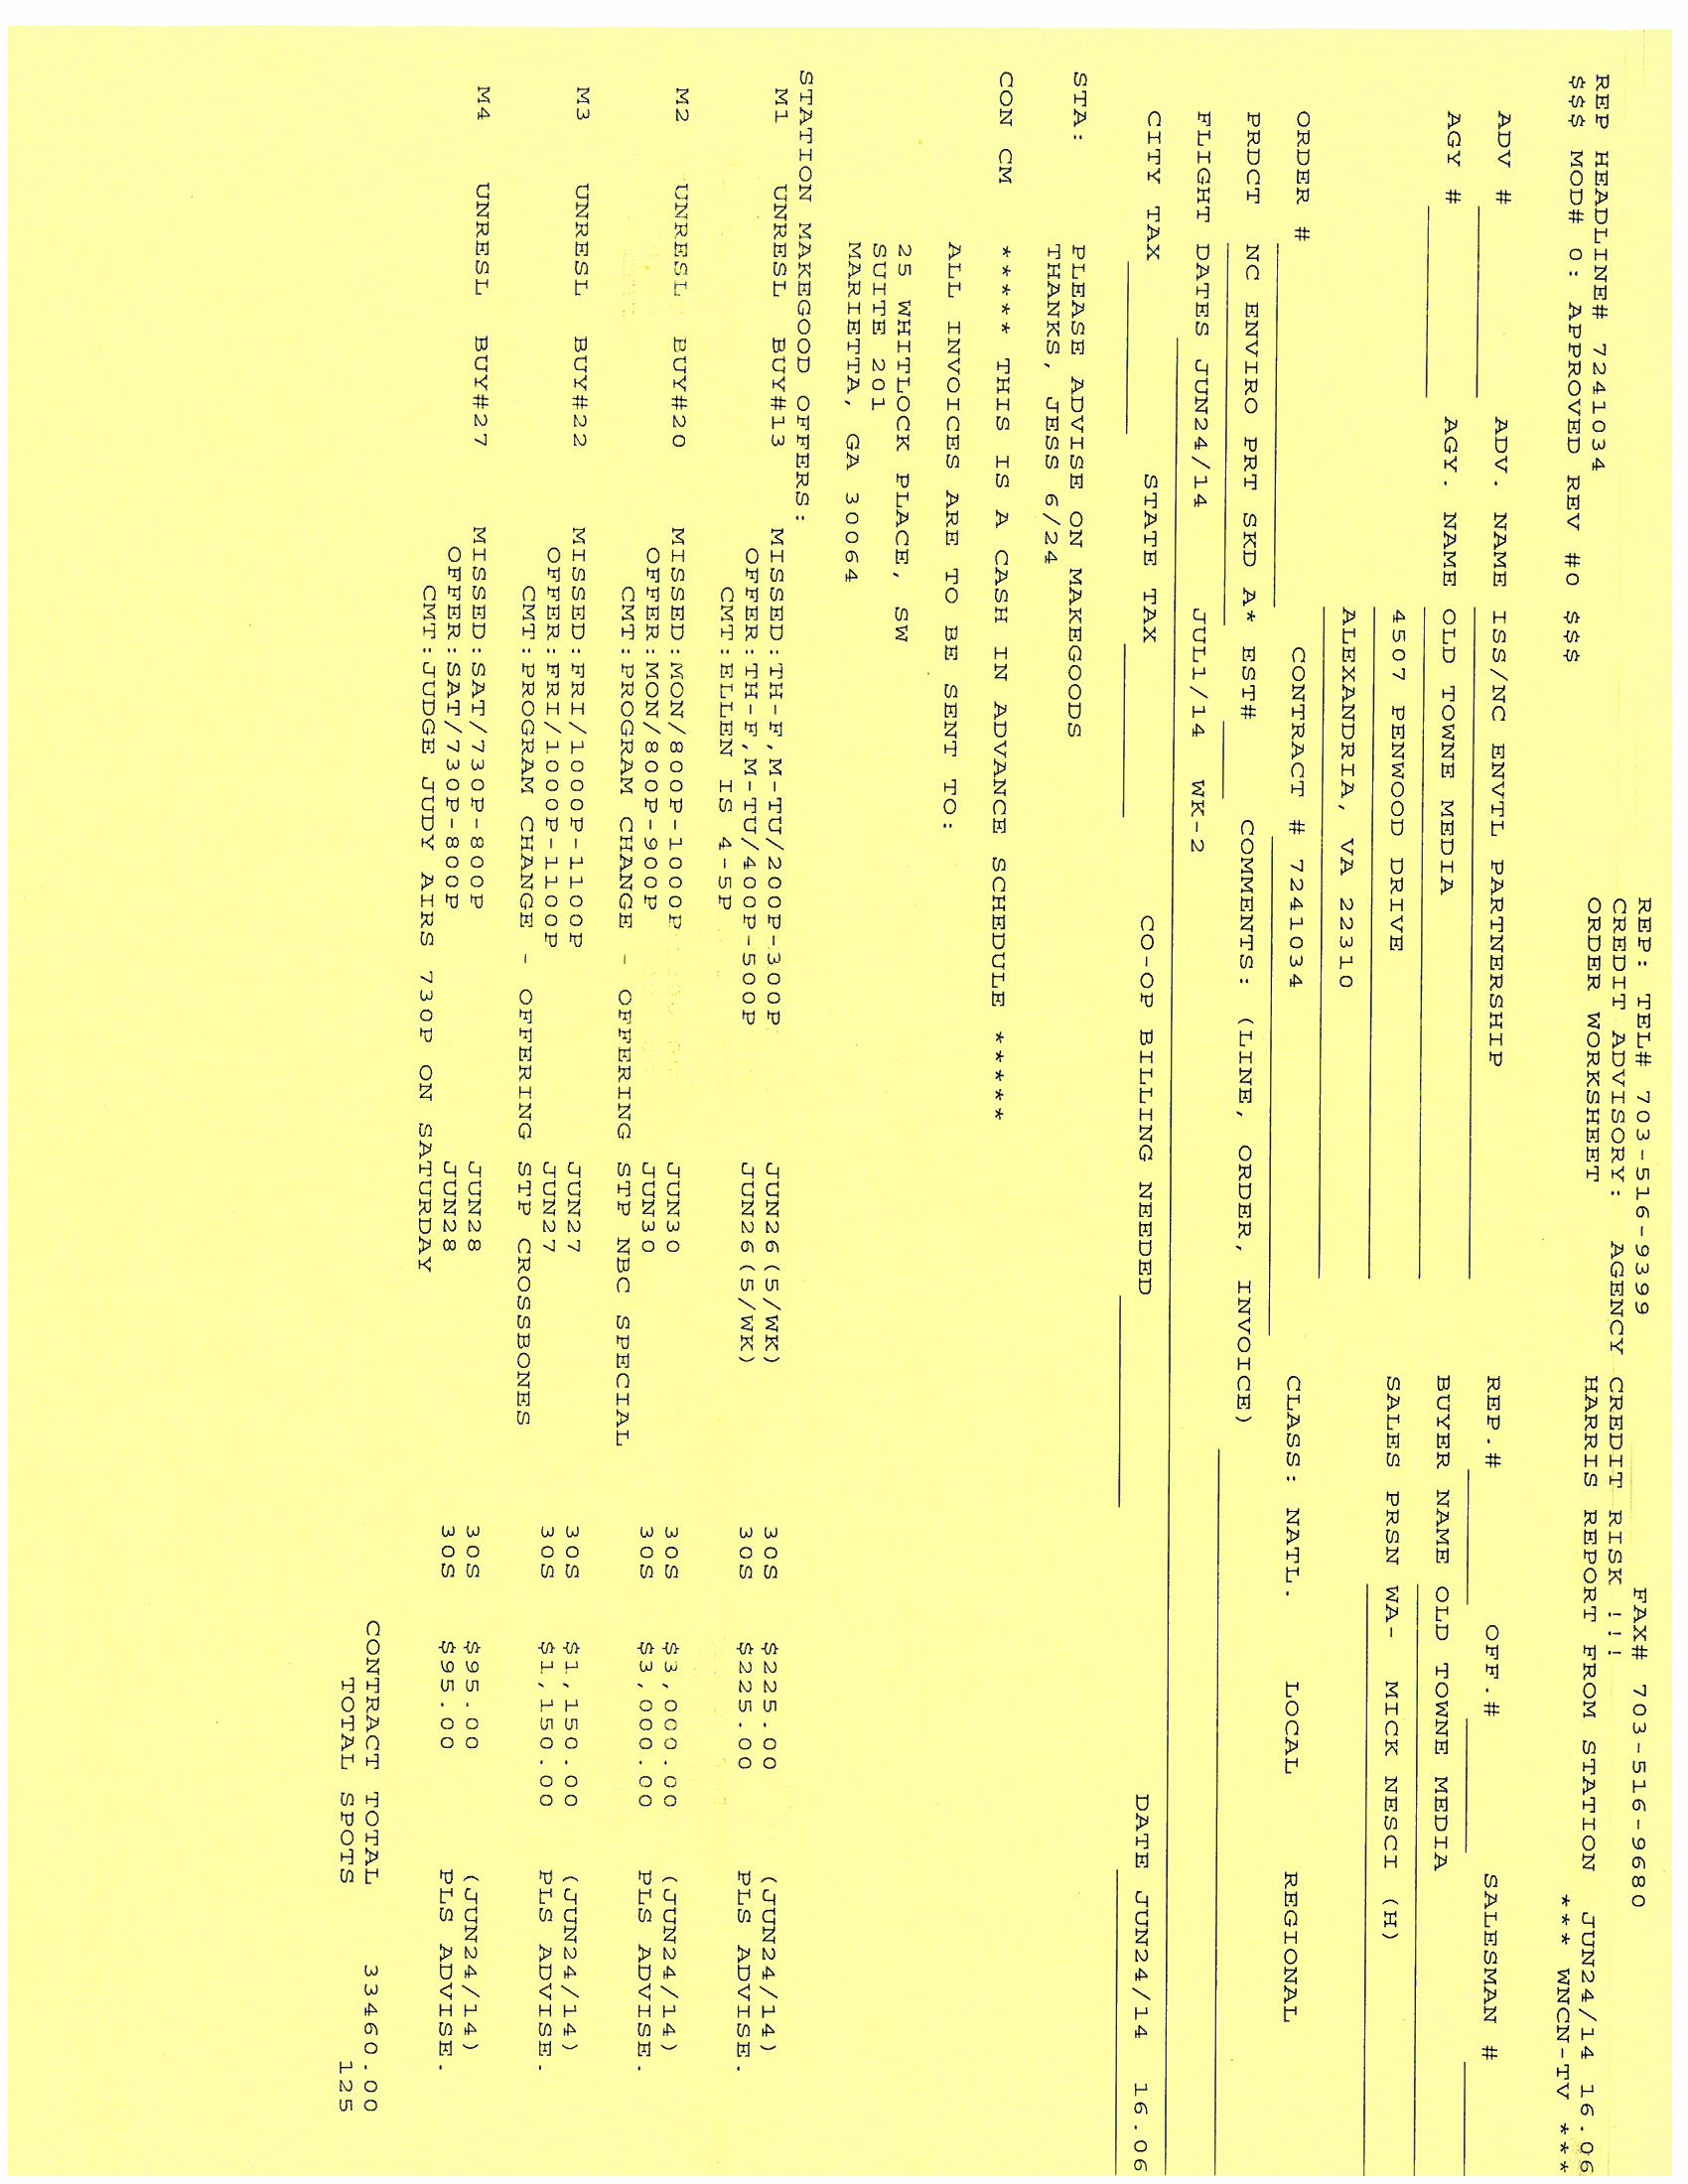 REP: TEL# 703-516-9399 FAX# 703-516-9680
CREDIT ADVISORY: AGENCY CREDIT RISK !!!
REP HEADLINE# 7241034 ORDER WORKSHEET HARRIS REPORT FROM STATION JUN24/14 16.06
$$$ MOD# 0: APPROVED REV #0 $$$ *** WNCN-TV ***
ADV # ADV. NAME ISS/NC ENVTL PARTNERSHIP REP.# OFF.# SALESMAN #
AGY # AGY. NAME OLD TOWNE MEDIA BUYER NAME OLD TOWNE MEDIA
4507 PENWOOD DRIVE SALES PRSN WA- MICK NESCI (H)
ALEXANDRIA, VA 22310
ORDER # CONTRACT # 7241034 CLASS: NATL. LOCAL REGIONAL
PRDCT NC ENVIRO PRT SKD A* EST# COMMENTS: (LINE, ORDER, INVOICE)
FLIGHT DATES JUN24/14 JUL1/14 WK-2
CITY TAX STATE TAX CO-OP BILLING NEEDED DATE JUN24/14 16.06
STA: PLEASE ADVISE ON MAKEGOODS
THANKS, JESS 6/24
CON CM ***** THIS IS A CASH IN ADVANCE SCHEDULE *****
ALL INVOICES ARE TO BE SENT TO:
25 WHITLOCK PLACE, SW
SUITE 201
MARIETTA, GA 30064
STATION MAKEGOOD OFFERS:
M1 UNRESL BUY#13 MISSED:TH-F,M-TU/200P-300P JUN26(5/WK) 30S $225.00 (JUN24/14)
OFFER:TH-F,M-TU/400P-500P JUN26(5/WK) 30S $225.00 PLS ADVISE.
CMT:ELLEN IS 4-5P
M2 UNRESL BUY#20 MISSED:MON/800P-1000P JUN30 30S $3,000.00 (JUN24/14)
OFFER:MON/800P-900P JUN30 30S $3,000.00 PLS ADVISE.
CMT:PROGRAM CHANGE - OFFERING STP NBC SPECIAL
M3 UNRESL BUY#22 MISSED:FRI/1000P-1100P JUN27 30S $1,150.00 (JUN24/14)
OFFER:FRI/1000P-1100P JUN27 30S $1,150.00 PLS ADVISE.
CMT:PROGRAM CHANGE - OFFERING STP CROSSBONES
M4 UNRESL BUY#27 MISSED:SAT/730P-800P JUN28 30S $95.00 (JUN24/14)
OFFER:SAT/730P-800P JUN28 30S $95.00 PLS ADVISE.
CMT:JUDGE JUDY AIRS 730P ON SATURDAY
CONTRACT TOTAL 33460.00
TOTAL SPOTS 125